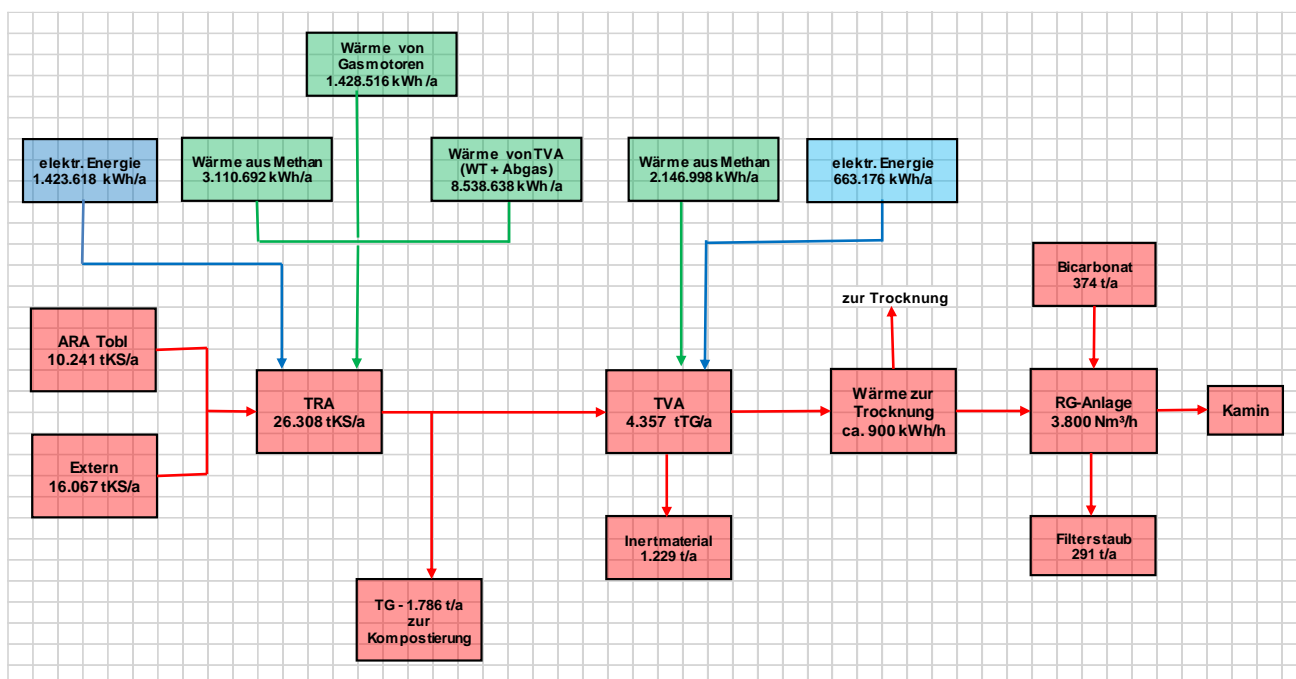 Wärme von
Gasmotoren
1.428.516 kWh/a
elektr. Energie
1.423.618 kWh/a
Wärme aus Methan
3.110.692 kWh/a
Wärme von TVA
(WT + Abgas)
8.538.638 kWh/a
Wärme aus Methan
2.146.998 kWh/a
elektr. Energie
663.176 kWh/a
Bicarbonat
374 t/a
zur Trocknung
ARA Tobl
10.241 tKS/a
TRA
26.308 tKS/a
TVA
4.357 tTG/a
Wärme zur
Trocknung
ca. 900 kWh/h
RG-Anlage
3.800 Nm³/h
Kamin
Extern
16.067 tKS/a
Inertmaterial
1.229 t/a
Filterstaub
291 t/a
TG - 1.786 t/a
zur
Kompostierung